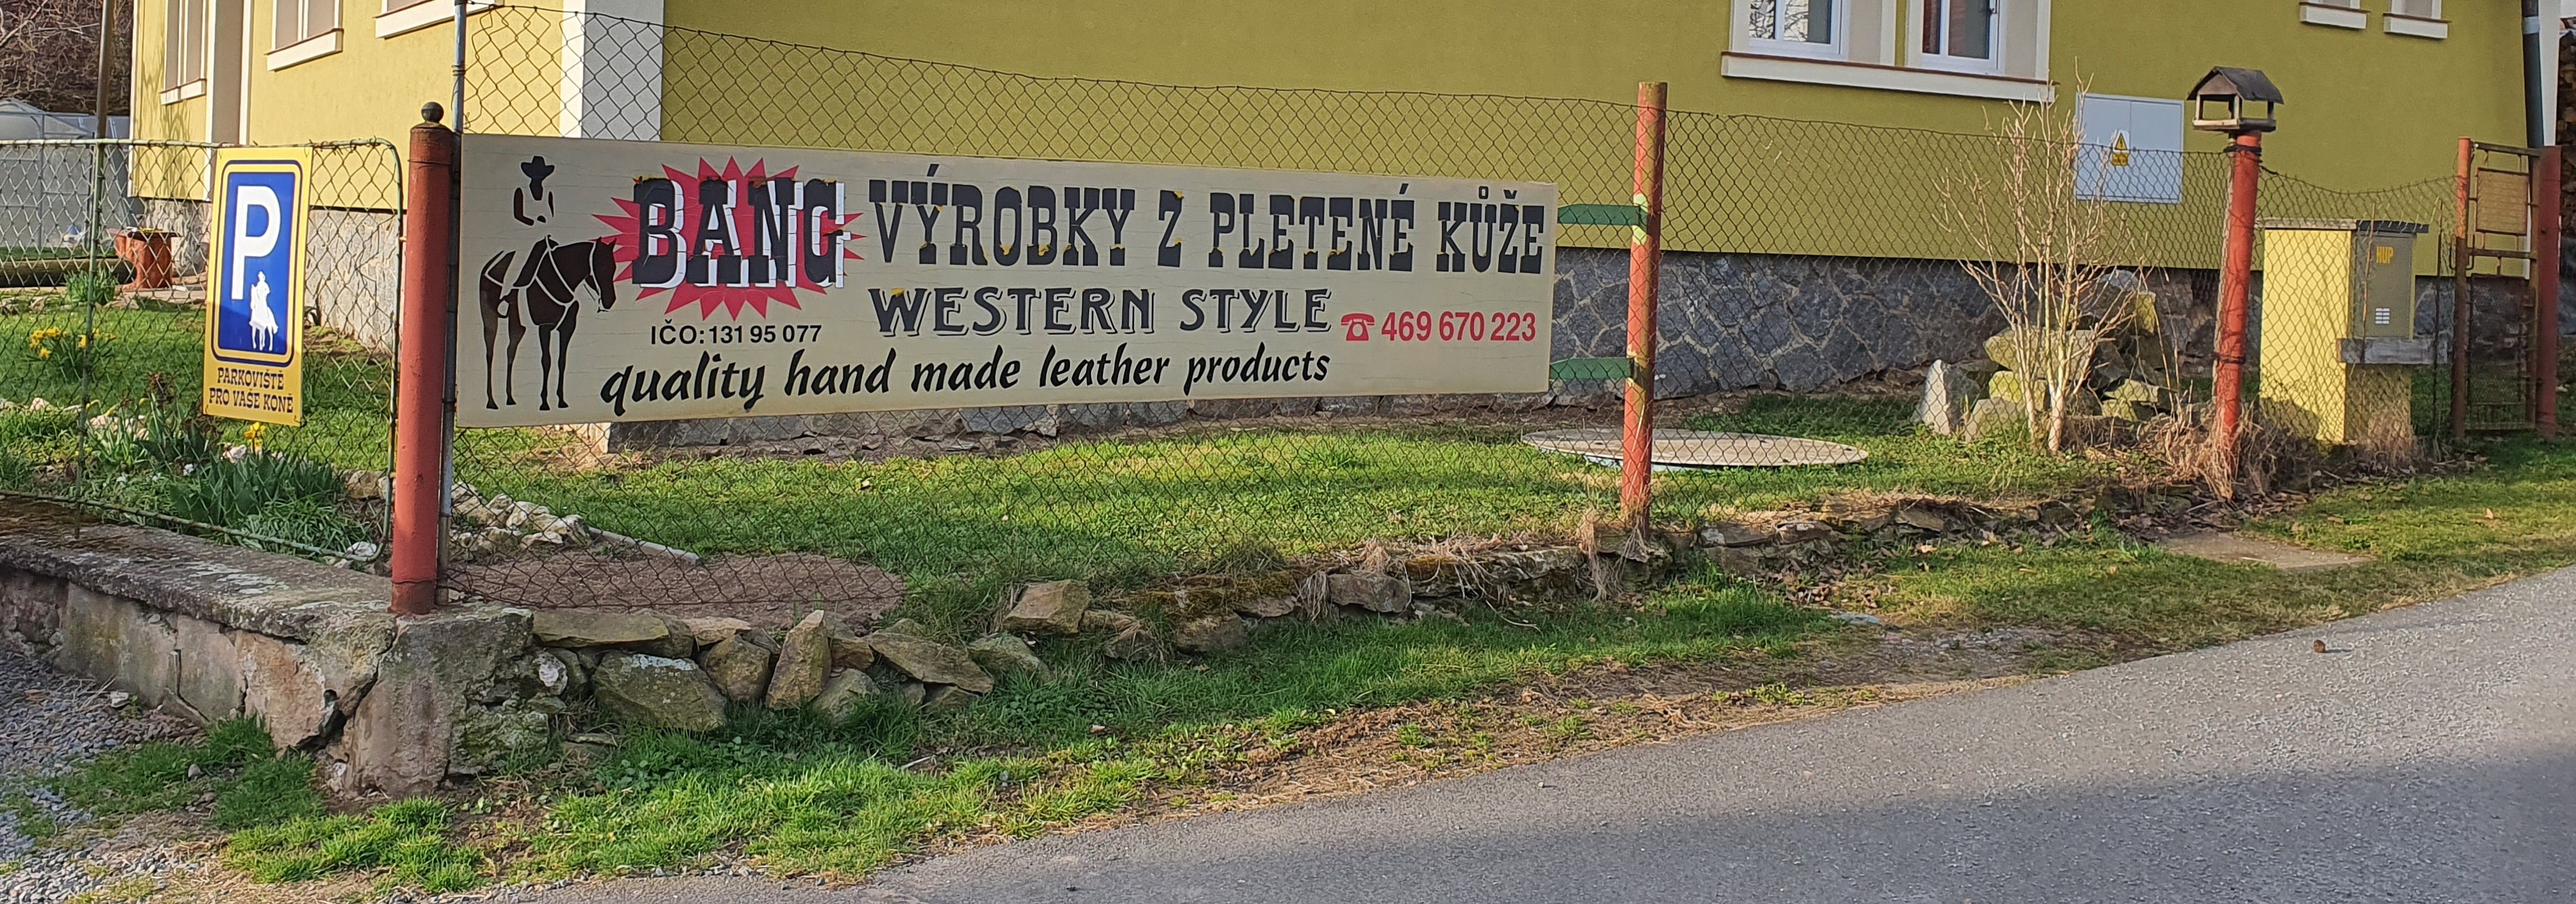 P
PARKOVIŠTĚ
PRO VAŠE KONĚ
BANG VÝROBKY Z PLETENÉ KŮŽE
WESTERN STYLE
IČO: 131 95 077
☎ 469 670 223
quality hand made leather products
HUP